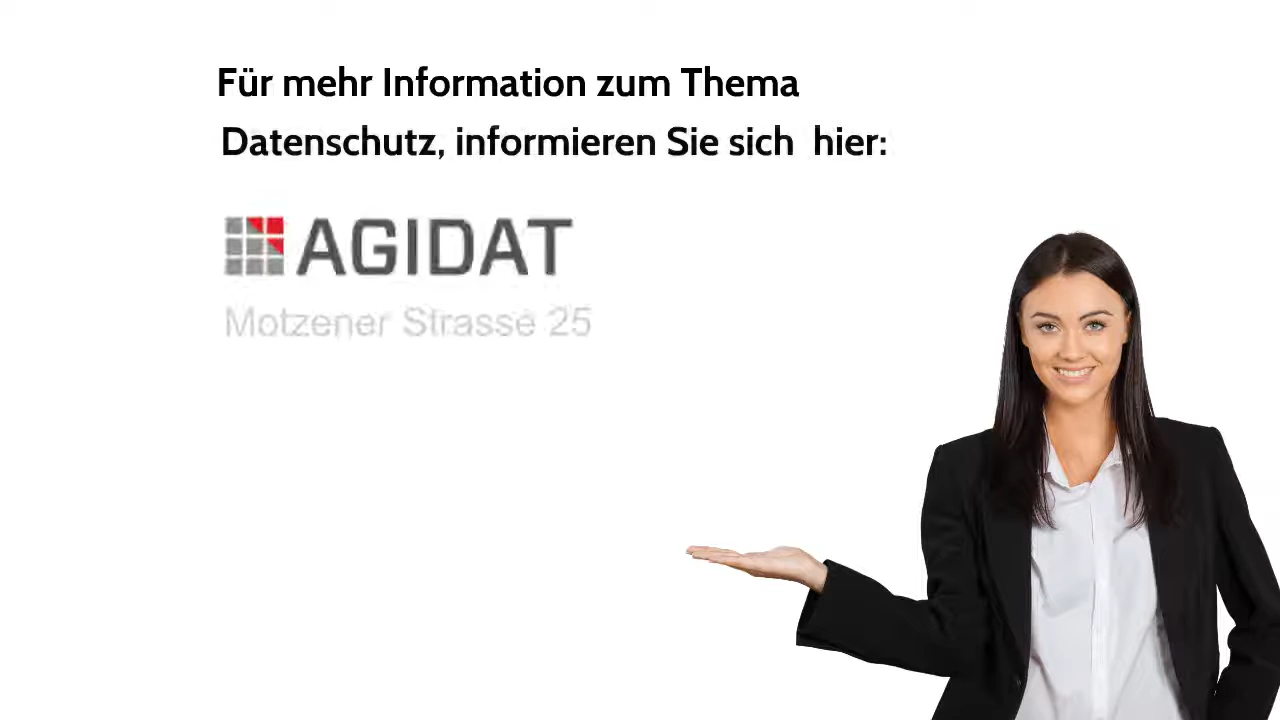 Für mehr Information zum Thema
Datenschutz, informieren Sie sich hier:
AGIDAT
Motzener Strasse 25